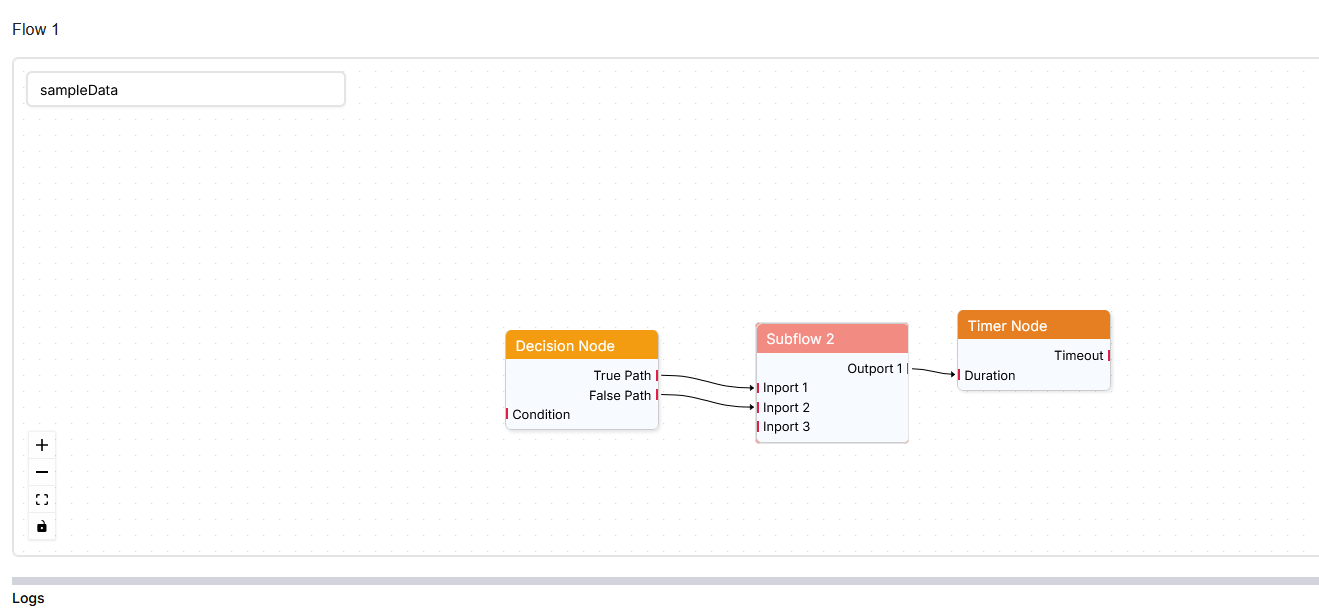 Flow 1
sampleData
Decision Node
True Path
False Path
Condition
Subflow 2
Outport 1
Inport 1
Inport 2
Inport 3
Timer Node
Timeout
Duration
Logs